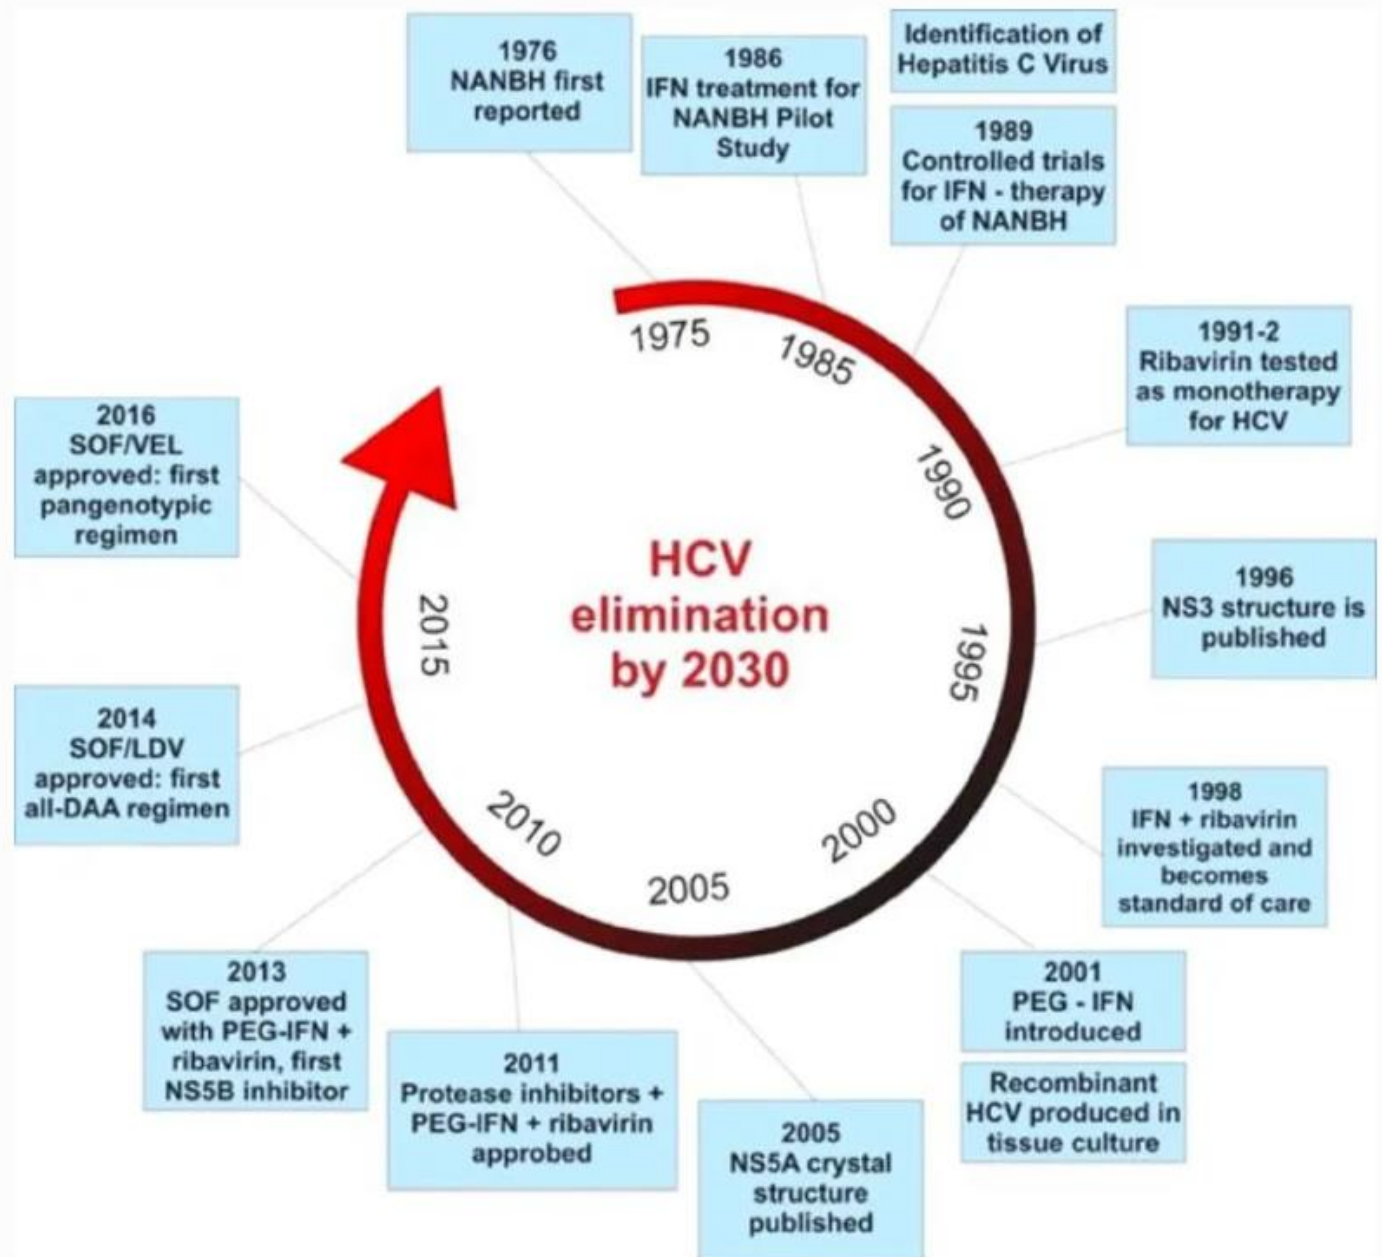 1976
NANBH first
reported
1986
IFN treatment for
NANBH Pilot
Study
Identification of
Hepatitis C Virus
1989
Controlled trials
for IFN - therapy
of NANBH
1991-2
Ribavirin tested
as monotherapy
for HCV
1996
NS3 structure is
published
1998
IFN + ribavirin
investigated and
becomes
standard of care
2001
PEG - IFN
introduced
Recombinant
HCV produced in
tissue culture
2005
NS5A crystal
structure
published
2011
Protease inhibitors +
PEG-IFN + ribavirin
approbed
2013
SOF approved
with PEG-IFN +
ribavirin, first
NS5B inhibitor
2014
SOF/LDV
approved: first
all-DAA regimen
2016
SOF/VEL
approved: first
pangenotypic
regimen
1975
1985
1990
1995
2000
2005
2010
2015
HCV
elimination
by 2030